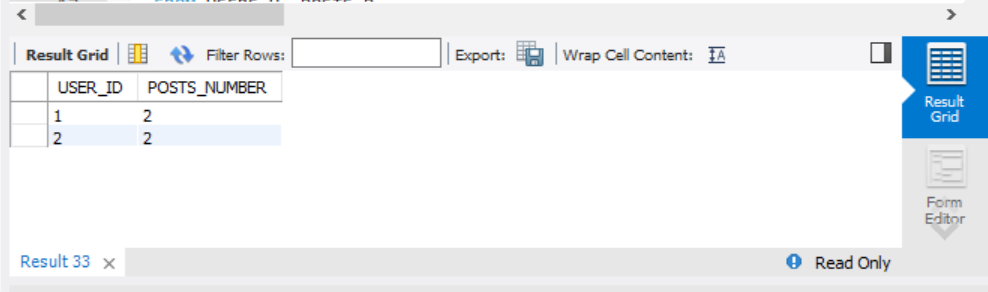 Result Grid Filter Rows: Export: Wrap Cell Content:
USER_ID POSTS_NUMBER
1 2
2 2
Result
Grid
Form
Editor
Result 33
Read Only